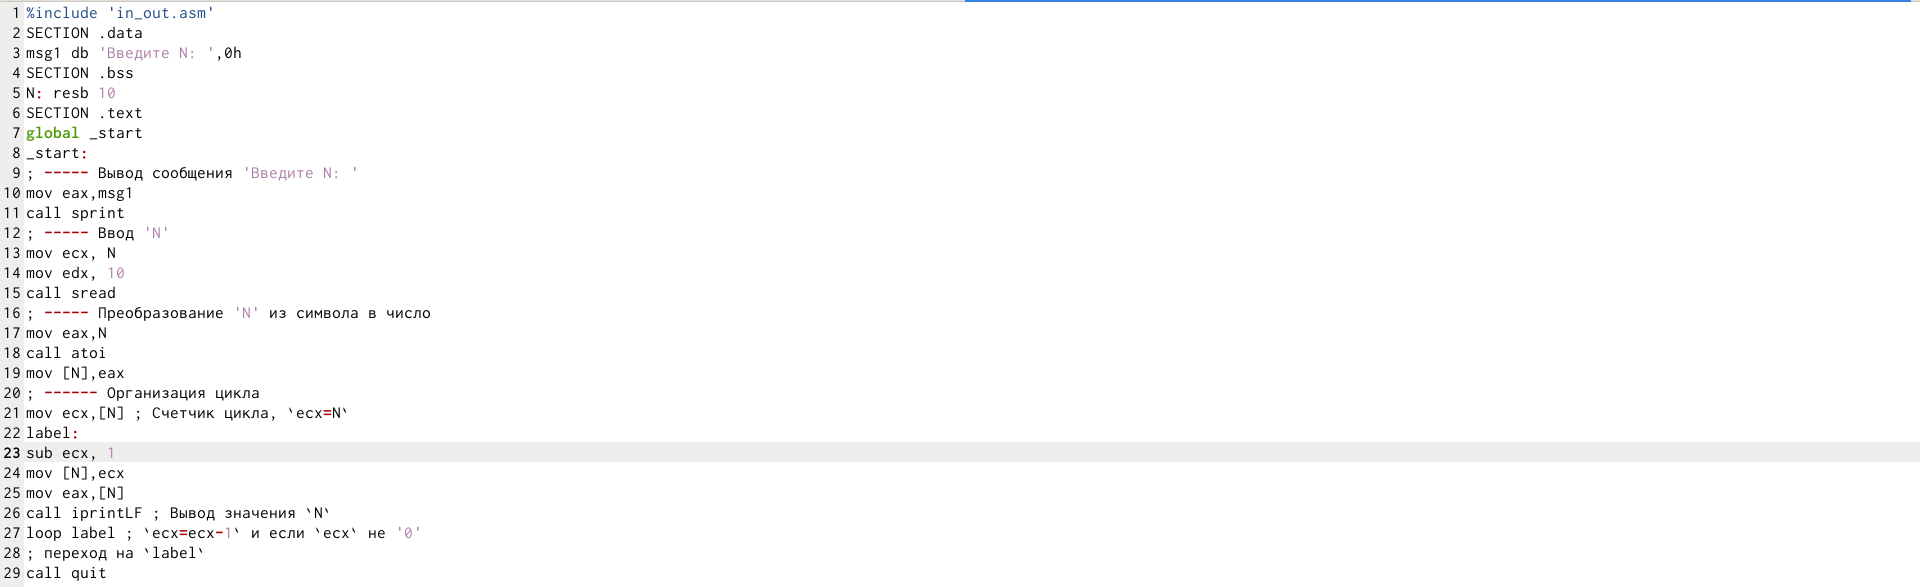 1 %include 'in_out.asm'
2 SECTION .data
3 msg1 db 'Введите N: ',0h
4 SECTION .bss
5 N: resb 10
6 SECTION .text
7 global _start
8 _start:
9 ; ----- Вывод сообщения 'Введите N: '
10 mov eax,msg1
11 call sprint
12 ; ----- Ввод 'N'
13 mov ecx, N
14 mov edx, 10
15 call sread
16 ; ----- Преобразование 'N' из символа в число
17 mov eax,N
18 call atoi
19 mov [N],eax
20 ; ------ Организация цикла
21 mov ecx,[N] ; Счетчик цикла, `ecx=N`
22 label:
23 sub ecx, 1
24 mov [N],ecx
25 mov eax,[N]
26 call iprintLF ; Вывод значения `N`
27 loop label ; `ecx=ecx-1` и если `ecx` не '0'
28 ; переход на `label`
29 call quit